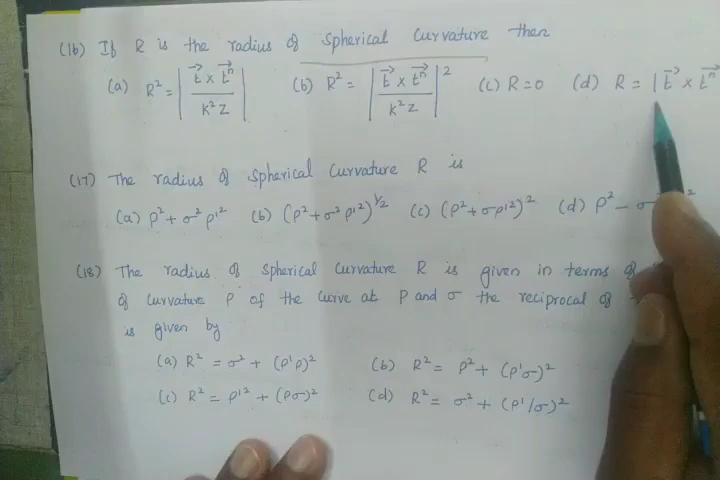 (16) If R is the radius of Spherical Curvature then
(a) R² = |t⃗ × t⃗" / K²Z| (b) R² = |t⃗ × t⃗" / K²Z|² (c) R = 0 (d) R = |t⃗ × t⃗"
(17) The radius of Spherical Curvature R is
(a) ρ² + σ² ρ'² (b) (ρ² + σ² ρ'²)^1/2 (c) (ρ² + σρ'²)² (d) ρ² − σ
(18) The radius of Spherical Curvature R is given in terms of
of curvature ρ of the curve at P and σ the reciprocal of
is given by
(a) R² = σ² + (ρ'ρ)² (b) R² = ρ² + (ρ'σ)²
(c) R² = ρ'² + (ρσ)² (d) R² = σ² + (ρ'/σ)²